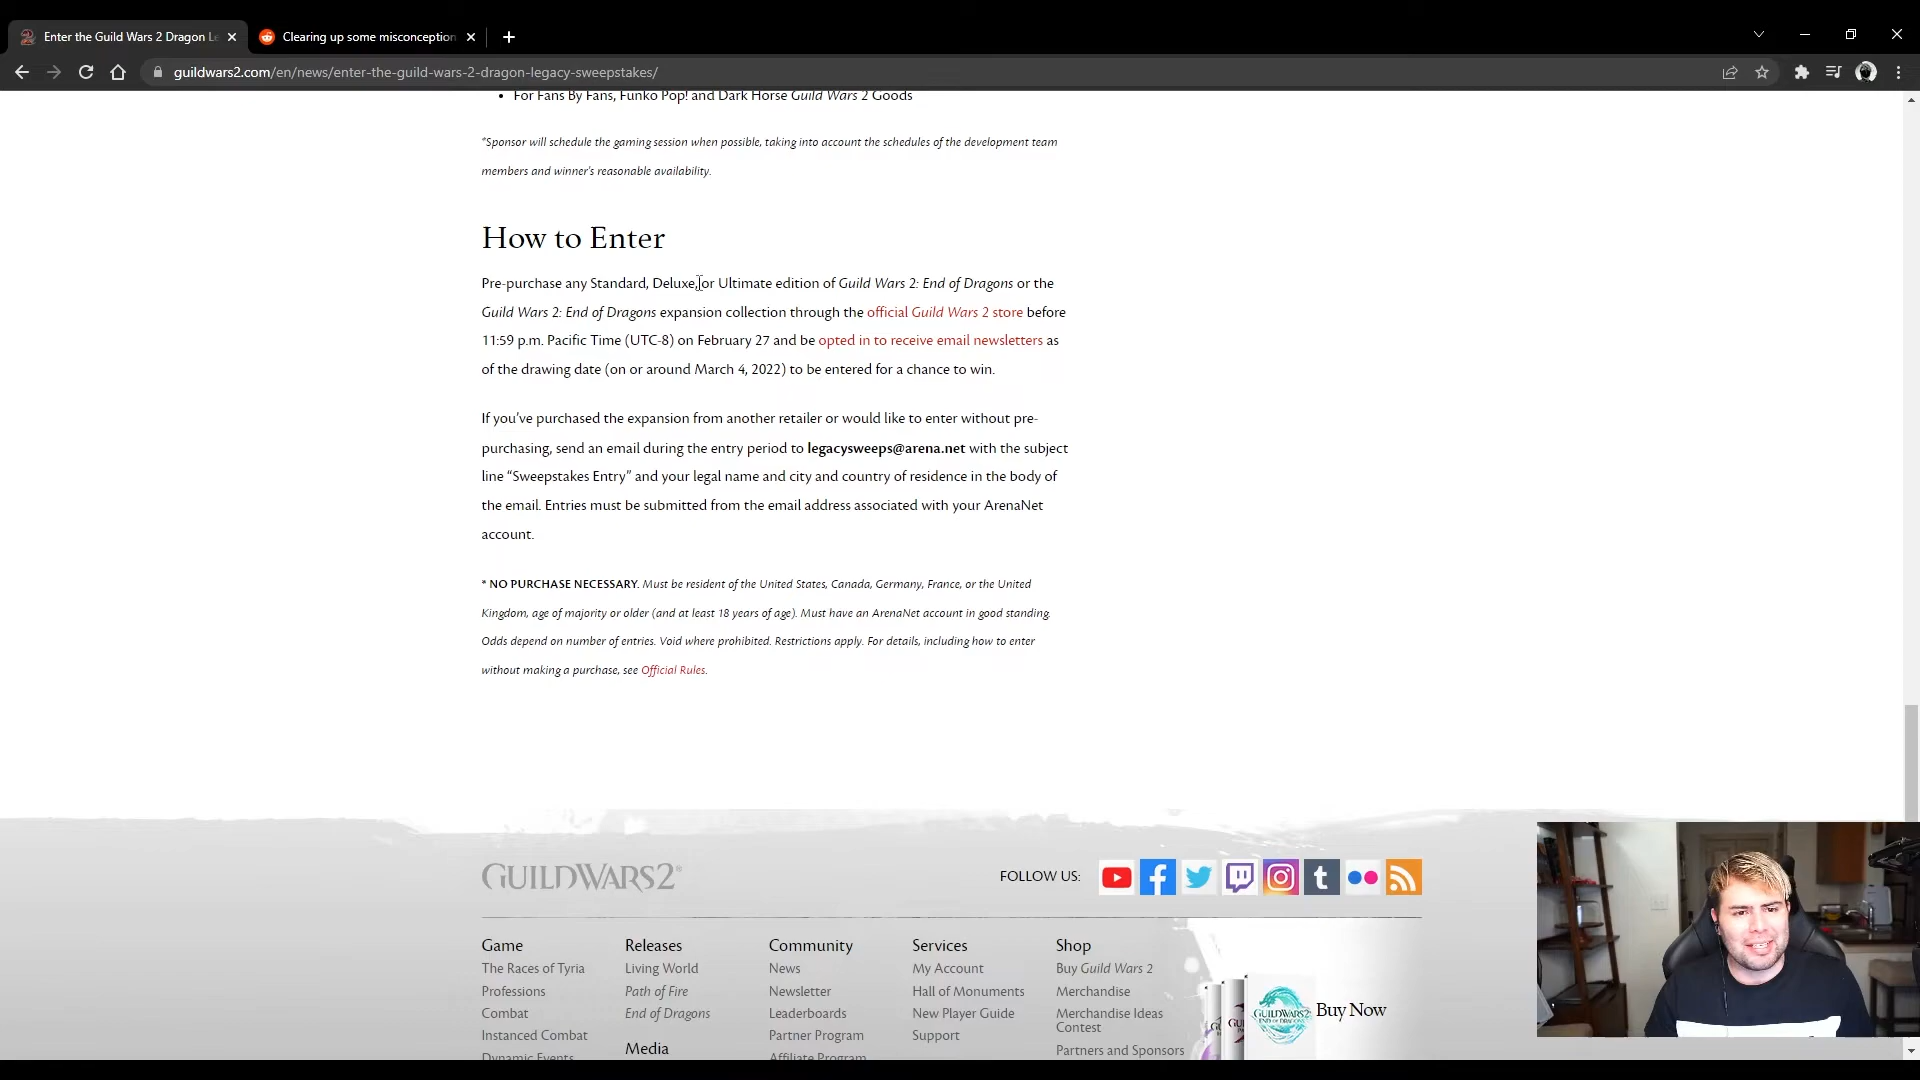 Enter the Guild Wars 2 Dragon Le
Clearing up some misconception
guildwars2.com/en/news/enter-the-guild-wars-2-dragon-legacy-sweepstakes/
• For Fans By Fans, Funko Pop! and Dark Horse Guild Wars 2 Goods
*Sponsor will schedule the gaming session when possible, taking into account the schedules of the development team
members and winner's reasonable availability.
How to Enter
Pre-purchase any Standard, Deluxe, or Ultimate edition of Guild Wars 2: End of Dragons or the
Guild Wars 2: End of Dragons expansion collection through the official Guild Wars 2 store before
11:59 p.m. Pacific Time (UTC-8) on February 27 and be opted in to receive email newsletters as
of the drawing date (on or around March 4, 2022) to be entered for a chance to win.
If you’ve purchased the expansion from another retailer or would like to enter without pre-
purchasing, send an email during the entry period to legacysweeps@arena.net with the subject
line “Sweepstakes Entry” and your legal name and city and country of residence in the body of
the email. Entries must be submitted from the email address associated with your ArenaNet
account.
* NO PURCHASE NECESSARY. Must be resident of the United States, Canada, Germany, France, or the United
Kingdom, age of majority or older (and at least 18 years of age). Must have an ArenaNet account in good standing.
Odds depend on number of entries. Void where prohibited. Restrictions apply. For details, including how to enter
without making a purchase, see Official Rules.
GUILDWARS2
FOLLOW US:
Game
The Races of Tyria
Professions
Combat
Instanced Combat
Dynamic Events
Releases
Living World
Path of Fire
End of Dragons
Media
Community
News
Newsletter
Leaderboards
Partner Program
Affiliate Program
Services
My Account
Hall of Monuments
New Player Guide
Support
Shop
Buy Guild Wars 2
Merchandise
Merchandise Ideas
Contest
Partners and Sponsors
GUILDWARS2
END OF DRAGONS
Buy Now